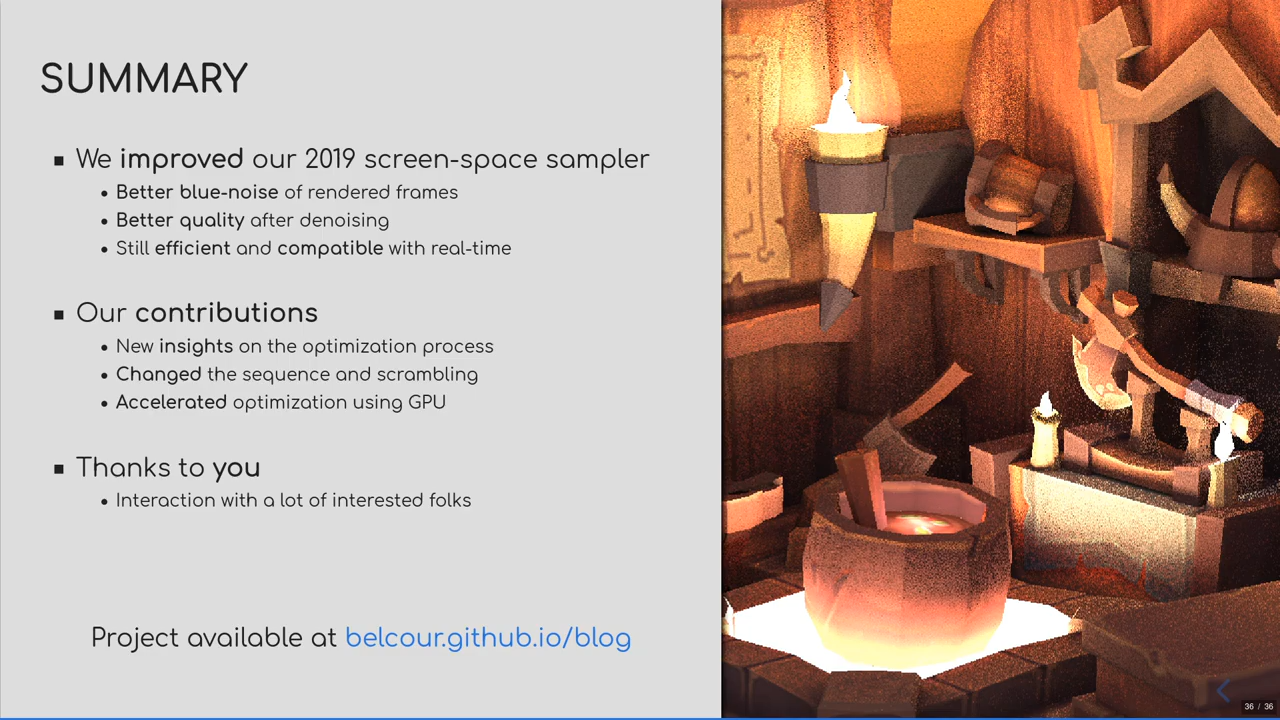 SUMMARY
We improved our 2019 screen-space sampler
Better blue-noise of rendered frames
Better quality after denoising
Still efficient and compatible with real-time
Our contributions
New insights on the optimization process
Changed the sequence and scrambling
Accelerated optimization using GPU
Thanks to you
Interaction with a lot of interested folks
Project available at belcour.github.io/blog
36 / 36